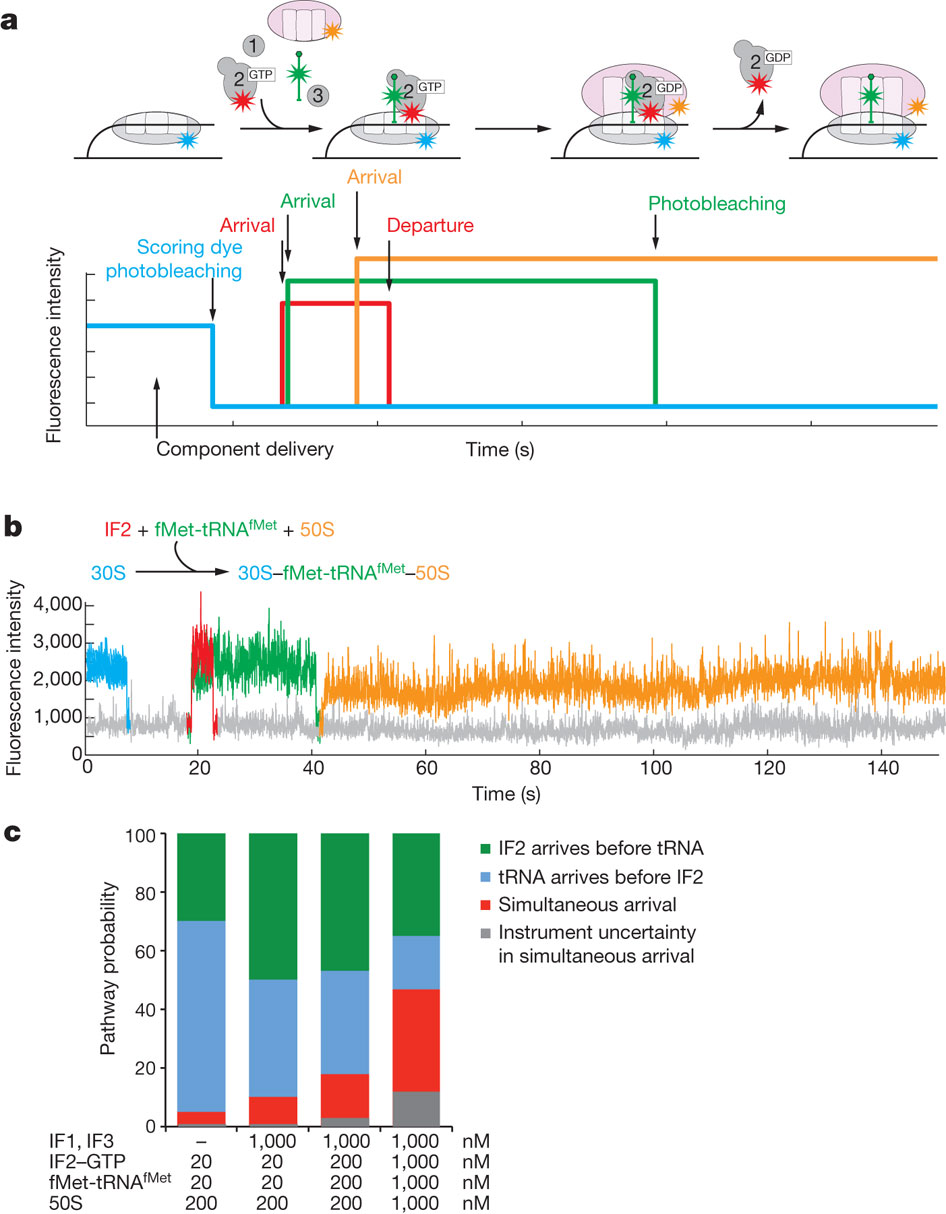 a
1
2 GTP
3
2 GTP
2 GDP
2 GDP
Arrival
Arrival
Photobleaching
Arrival
Departure
Scoring dye
photobleaching
Fluorescence intensity
Component delivery
Time (s)
b
IF2 + fMet-tRNAfMet + 50S
30S
30S–fMet-tRNAfMet–50S
Fluorescence intensity
4,000
3,000
2,000
1,000
0
0 20 40 60 80 100 120 140
Time (s)
c
Pathway probability
100
80
60
40
20
0
IF2 arrives before tRNA
tRNA arrives before IF2
Simultaneous arrival
Instrument uncertainty
in simultaneous arrival
IF1, IF3 – 1,000 1,000 1,000 nM
IF2–GTP 20 20 200 1,000 nM
fMet-tRNAfMet 20 20 200 1,000 nM
50S 200 200 200 1,000 nM